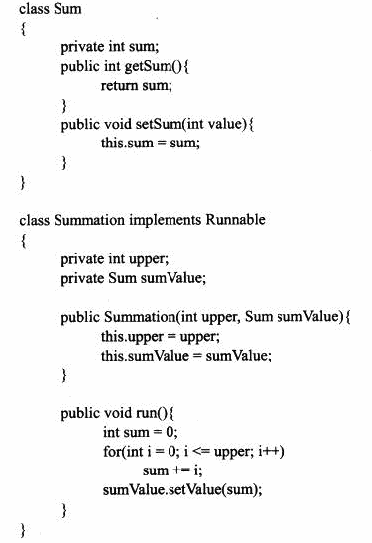 class Sum
{
private int sum;
public int getSum(){
return sum;
}
public void setSum(int value){
this.sum = sum;
}
}
class Summation implements Runnable
{
private int upper;
private Sum sumValue;
public Summation(int upper, Sum sumValue){
this.upper = upper;
this.sumValue = sumValue;
}
public void run(){
int sum = 0;
for(int i = 0; i <= upper; i++)
sum += i;
sumValue.setValue(sum);
}
}